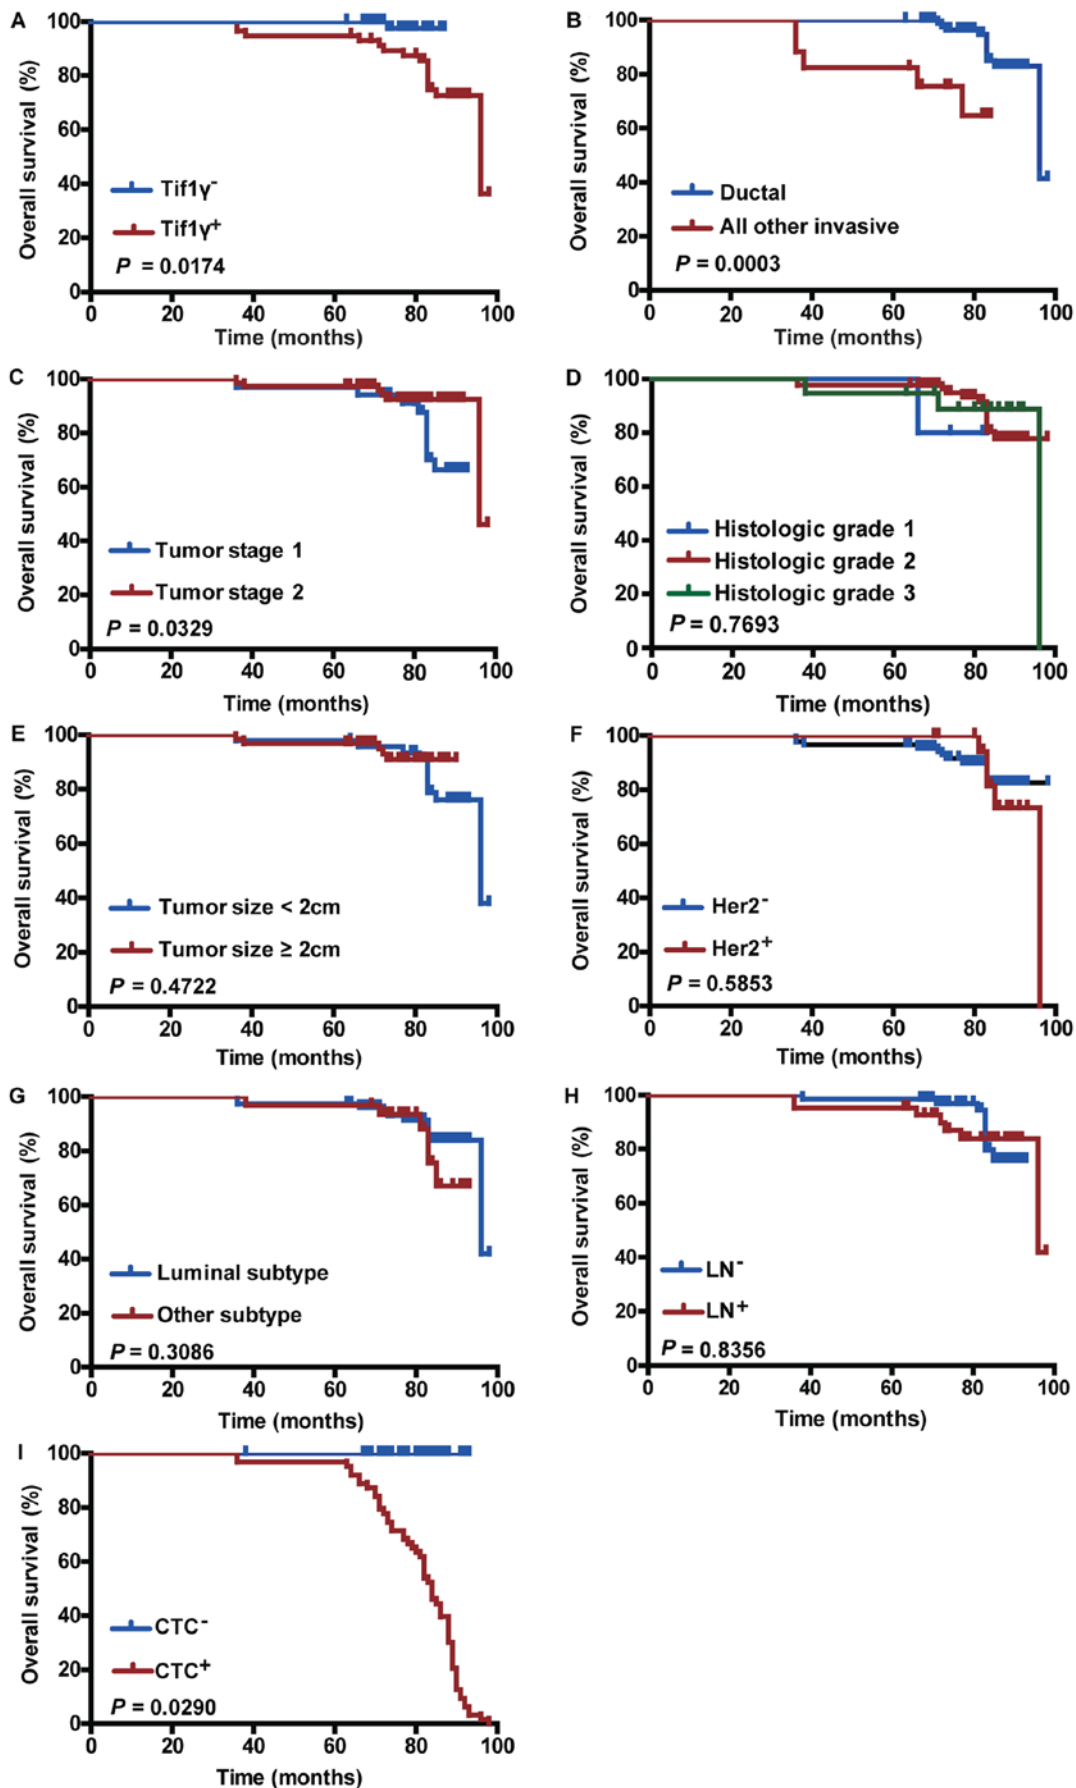 A
Overall survival (%)
100
80
60
40
20
0
Tif1γ-
Tif1γ+
P = 0.0174
0 20 40 60 80 100
Time (months)
B
Overall survival (%)
100
80
60
40
20
0
Ductal
All other invasive
P = 0.0003
0 20 40 60 80 100
Time (months)
C
Overall survival (%)
100
80
60
40
20
0
Tumor stage 1
Tumor stage 2
P = 0.0329
0 20 40 60 80 100
Time (months)
D
Overall survival (%)
100
80
60
40
20
0
Histologic grade 1
Histologic grade 2
Histologic grade 3
P = 0.7693
0 20 40 60 80 100
Time (months)
E
Overall survival (%)
100
80
60
40
20
0
Tumor size < 2cm
Tumor size ≥ 2cm
P = 0.4722
0 20 40 60 80 100
Time (months)
F
Overall survival (%)
100
80
60
40
20
0
Her2-
Her2+
P = 0.5853
0 20 40 60 80 100
Time (months)
G
Overall survival (%)
100
80
60
40
20
0
Luminal subtype
Other subtype
P = 0.3086
0 20 40 60 80 100
Time (months)
H
Overall survival (%)
100
80
60
40
20
0
LN-
LN+
P = 0.8356
0 20 40 60 80 100
Time (months)
I
Overall survival (%)
100
80
60
40
20
0
CTC-
CTC+
P = 0.0290
0 20 40 60 80 100
Time (months)